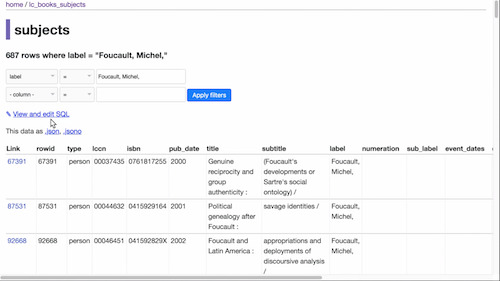 home / lc_books_subjects
subjects
687 rows where label = "Foucault, Michel,"
label = Foucault, Michel,
- column - = Apply filters
✎ View and edit SQL
This data as .json, .jsono
Link rowid type lccn isbn pub_date title subtitle label numeration sub_label event_dates
67391 67391 person 00037435 0761817255 2000 Genuine reciprocity and group authenticity : (Foucault's developments or Sartre's social ontology) / Foucault, Michel,
87531 87531 person 00044632 0415929164 2001 Political genealogy after Foucault : savage identities / Foucault, Michel,
92668 92668 person 00046451 041592829X 2002 Foucault and Latin America : appropriations and deployments of discoursive analysis / Foucault, Michel,